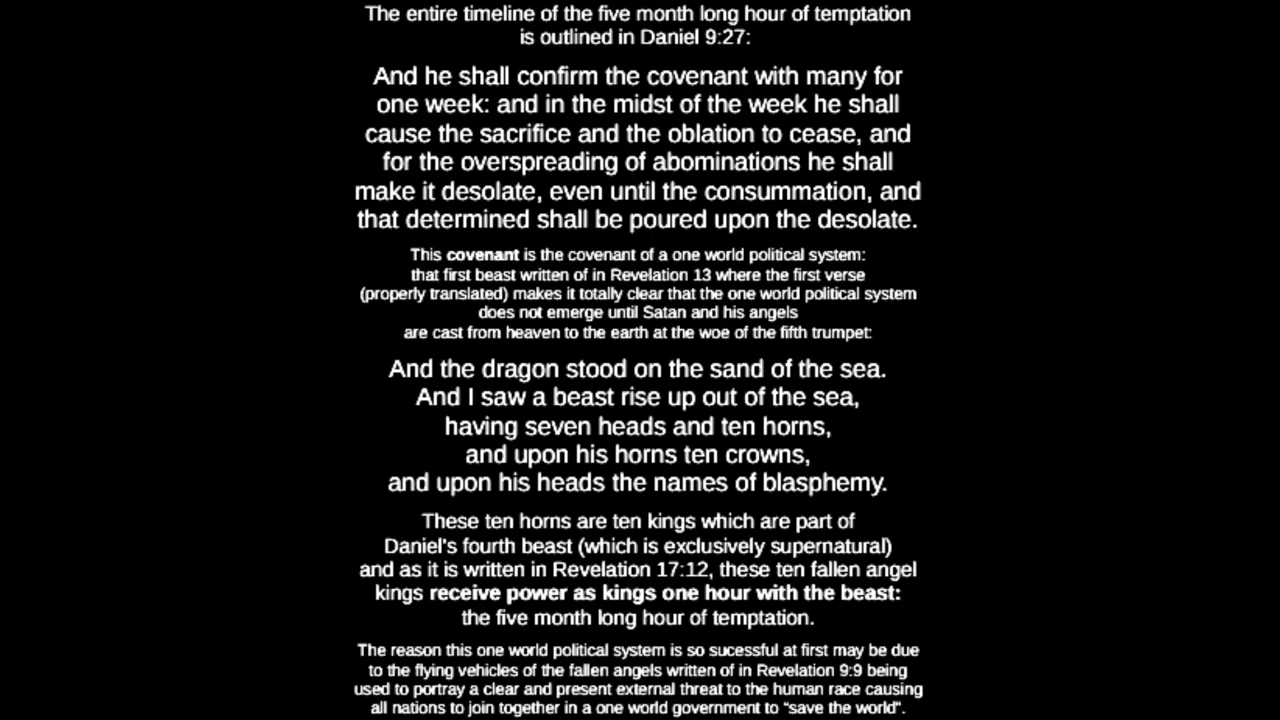 The entire timeline of the five month long hour of temptation
is outlined in Daniel 9:27:
And he shall confirm the covenant with many for
one week: and in the midst of the week he shall
cause the sacrifice and the oblation to cease, and
for the overspreading of abominations he shall
make it desolate, even until the consummation, and
that determined shall be poured upon the desolate.
This covenant is the covenant of a one world political system:
that first beast written of in Revelation 13 where the first verse
(properly translated) makes it totally clear that the one world political system
does not emerge until Satan and his angels
are cast from heaven to the earth at the woe of the fifth trumpet:
And the dragon stood on the sand of the sea.
And I saw a beast rise up out of the sea,
having seven heads and ten horns,
and upon his horns ten crowns,
and upon his heads the names of blasphemy.
These ten horns are ten kings which are part of
Daniel's fourth beast (which is exclusively supernatural)
and as it is written in Revelation 17:12, these ten fallen angel
kings receive power as kings one hour with the beast:
the five month long hour of temptation.
The reason this one world political system is so sucessful at first may be due
to the flying vehicles of the fallen angels written of in Revelation 9:9 being
used to portray a clear and present external threat to the human race causing
all nations to join together in a one world government to “save the world”.